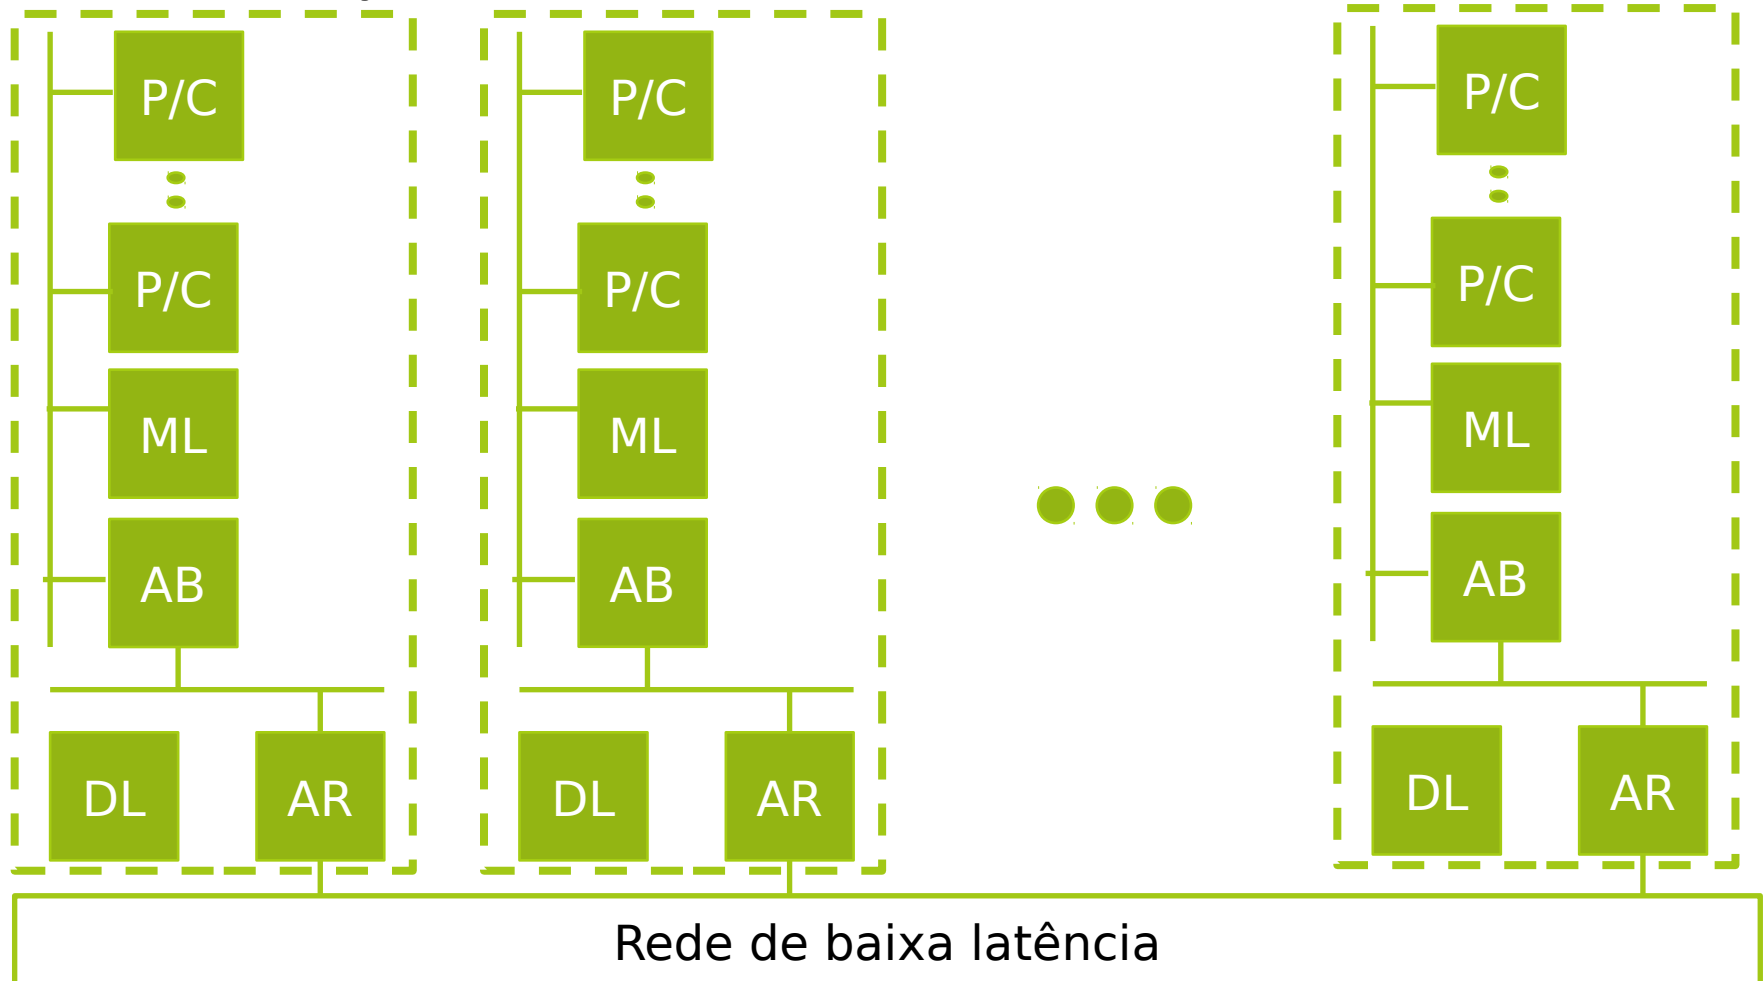 P/C
P/C
ML
AB
DL AR
P/C
P/C
ML
AB
DL AR
P/C
P/C
ML
AB
DL AR
Rede de baixa latência